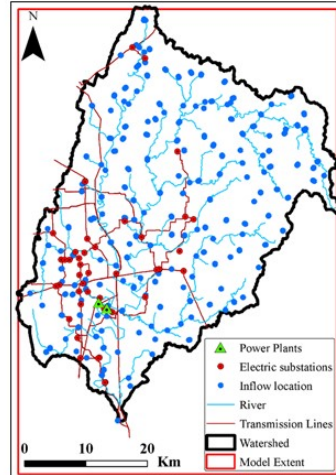 N
Power Plants
Electric substations
Inflow location
River
Transmission Lines
Watershed
Model Extent
0 10 20
Km